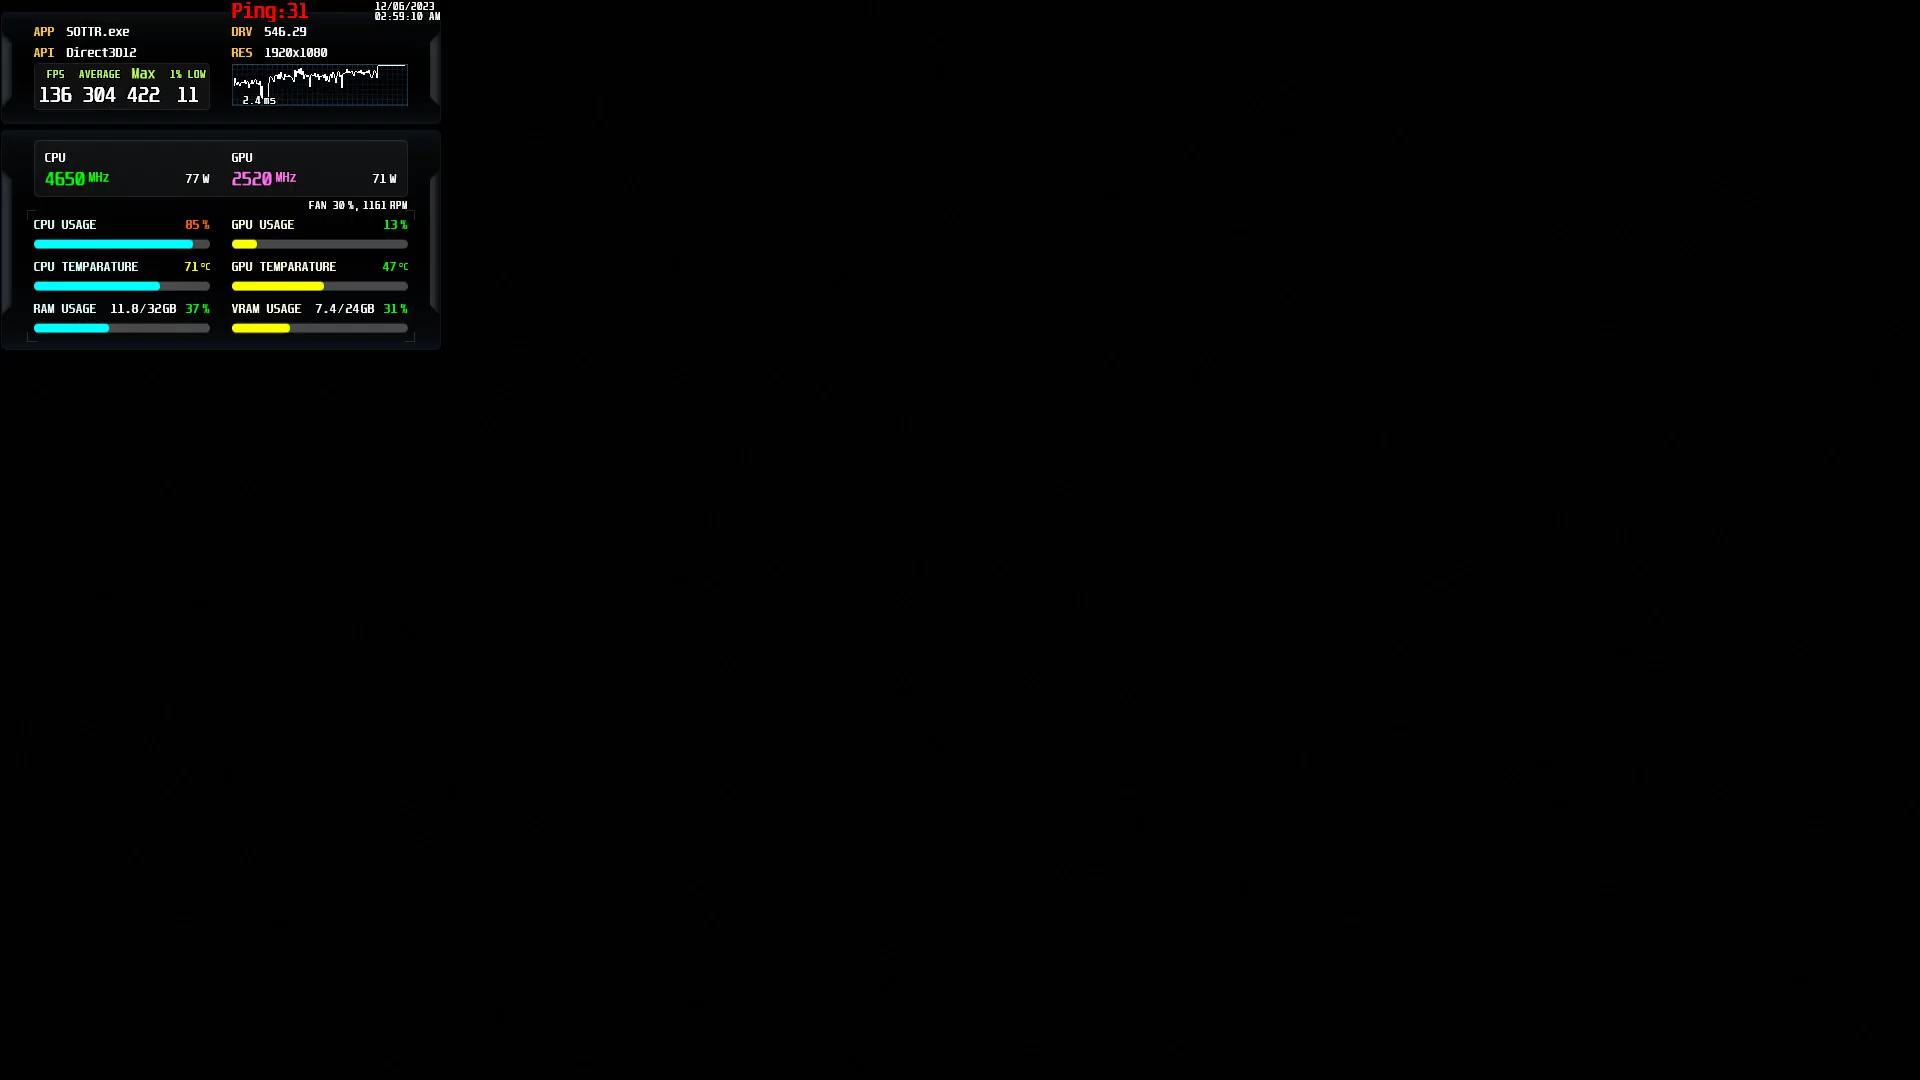 Ping:31
12/06/2023
02:59:10 AM
APP SOTTR.exe
DRV 546.29
API Direct3D12
RES 1920x1080
FPS AVERAGE Max 1% LOW
136 304 422 11
2.4 ms
CPU
GPU
4650 MHz 77 W
2520 MHz 71 W
FAN 30 %, 1161 RPM
CPU USAGE 85 %
GPU USAGE 13 %
CPU TEMPARATURE 71 °C
GPU TEMPARATURE 47 °C
RAM USAGE 11.8/32GB 37 %
VRAM USAGE 7.4/24GB 31 %